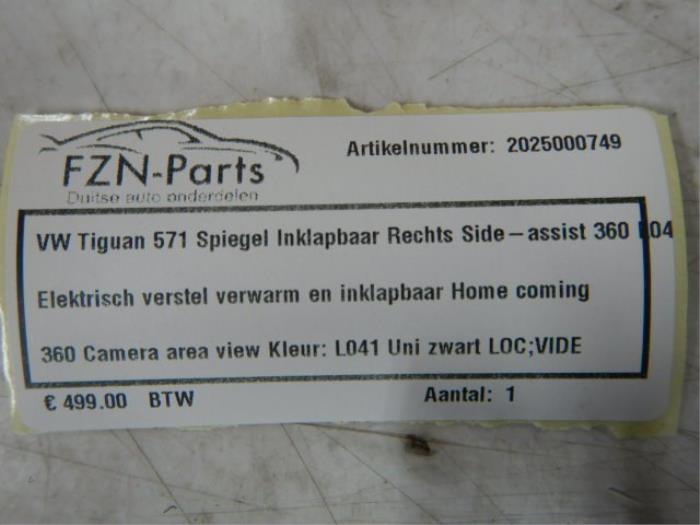 FZN-Parts
Duitse auto onderdelen
Artikelnummer: 2025000749
VW Tiguan 571 Spiegel Inklapbaar Rechts Side-assist 360
Elektrisch verstel verwarm en inklapbaar Home coming
360 Camera area view Kleur: L041 Uni zwart LOC;VIDE
€ 499.00 BTW
Aantal: 1